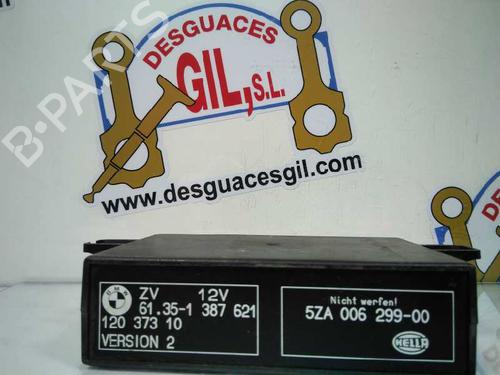 DESGUACES
GIL,S.L.
www.desguacesgil.com
B-PARTS
ZV 12V
61.35-1 387 621
120 373 10
VERSION 2
Nicht werfen!
5ZA 006 299-00
HELLA